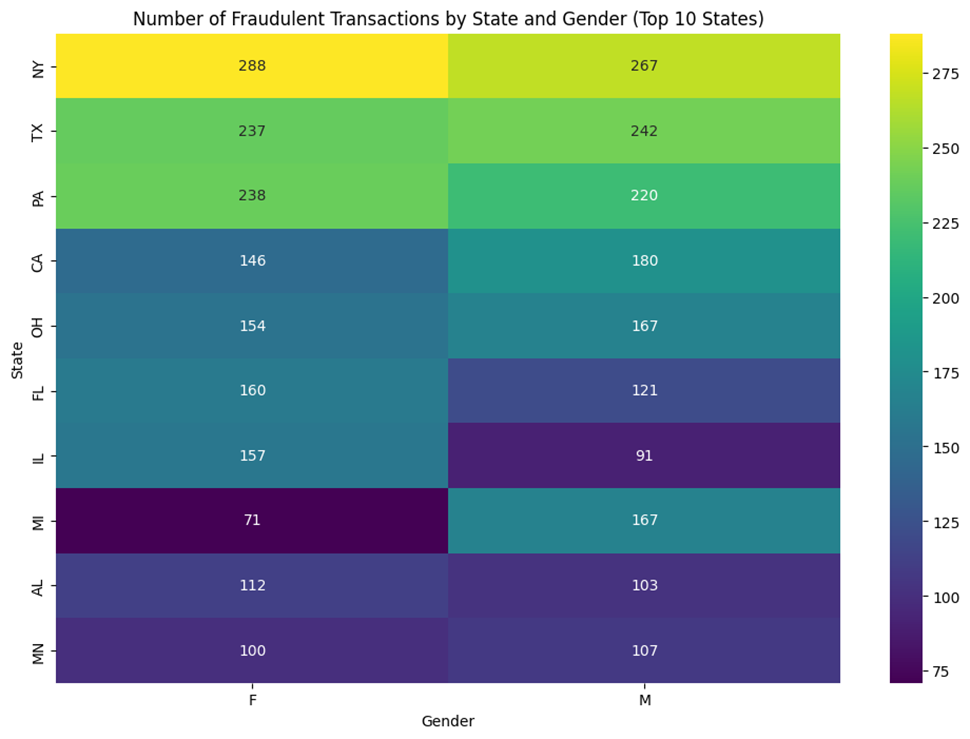 Number of Fraudulent Transactions by State and Gender (Top 10 States)
NY 288 267
TX 237 242
PA 238 220
CA 146 180
OH 154 167
FL 160 121
IL 157 91
MI 71 167
AL 112 103
MN 100 107
State
F M
Gender
275
250
225
200
175
150
125
100
75